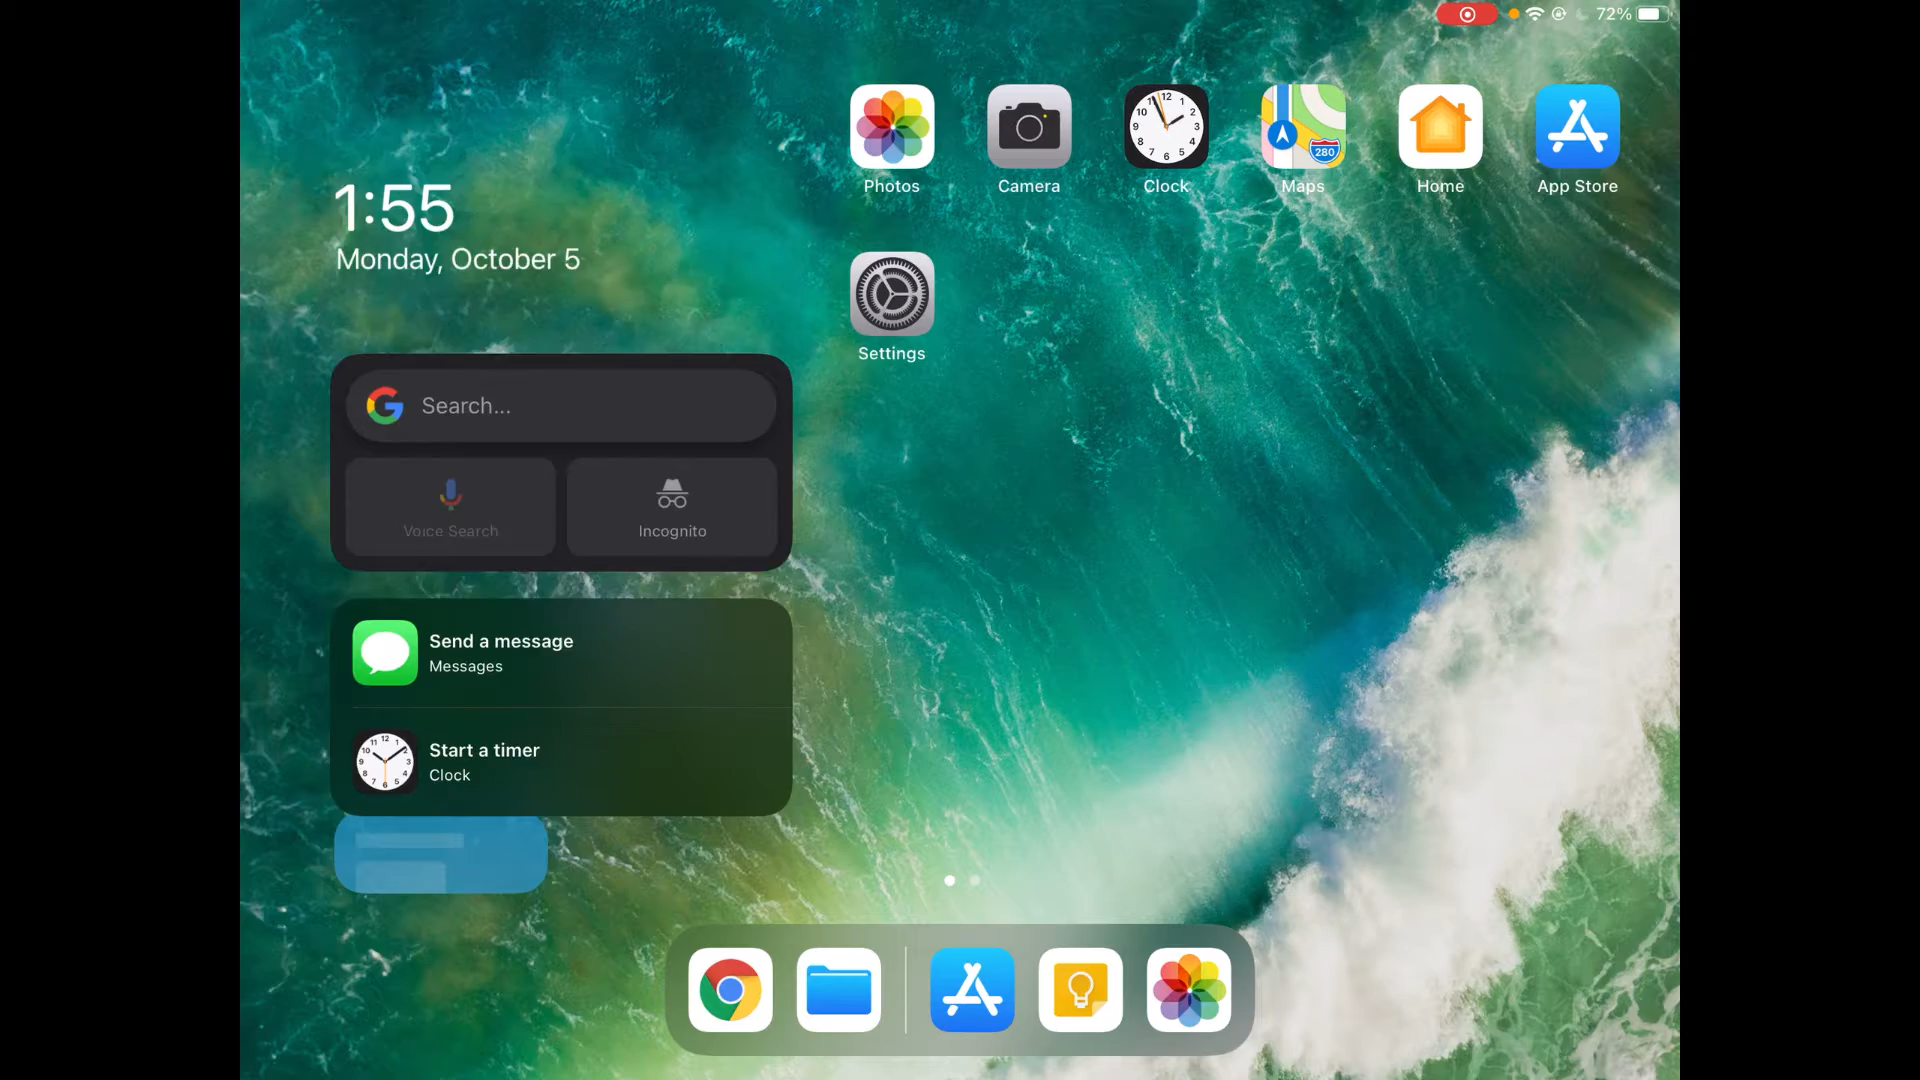 72%
1:55
Monday, October 5
Photos
Camera
Clock
Maps
Home
App Store
280
Settings
Search...
Voice Search
Incognito
Send a message
Messages
Start a timer
Clock